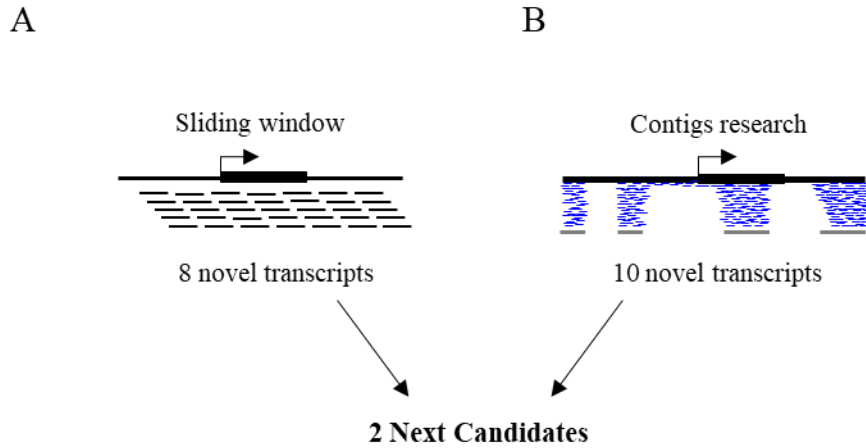 A
B
Sliding window
Contigs research
8 novel transcripts
10 novel transcripts
2 Next Candidates